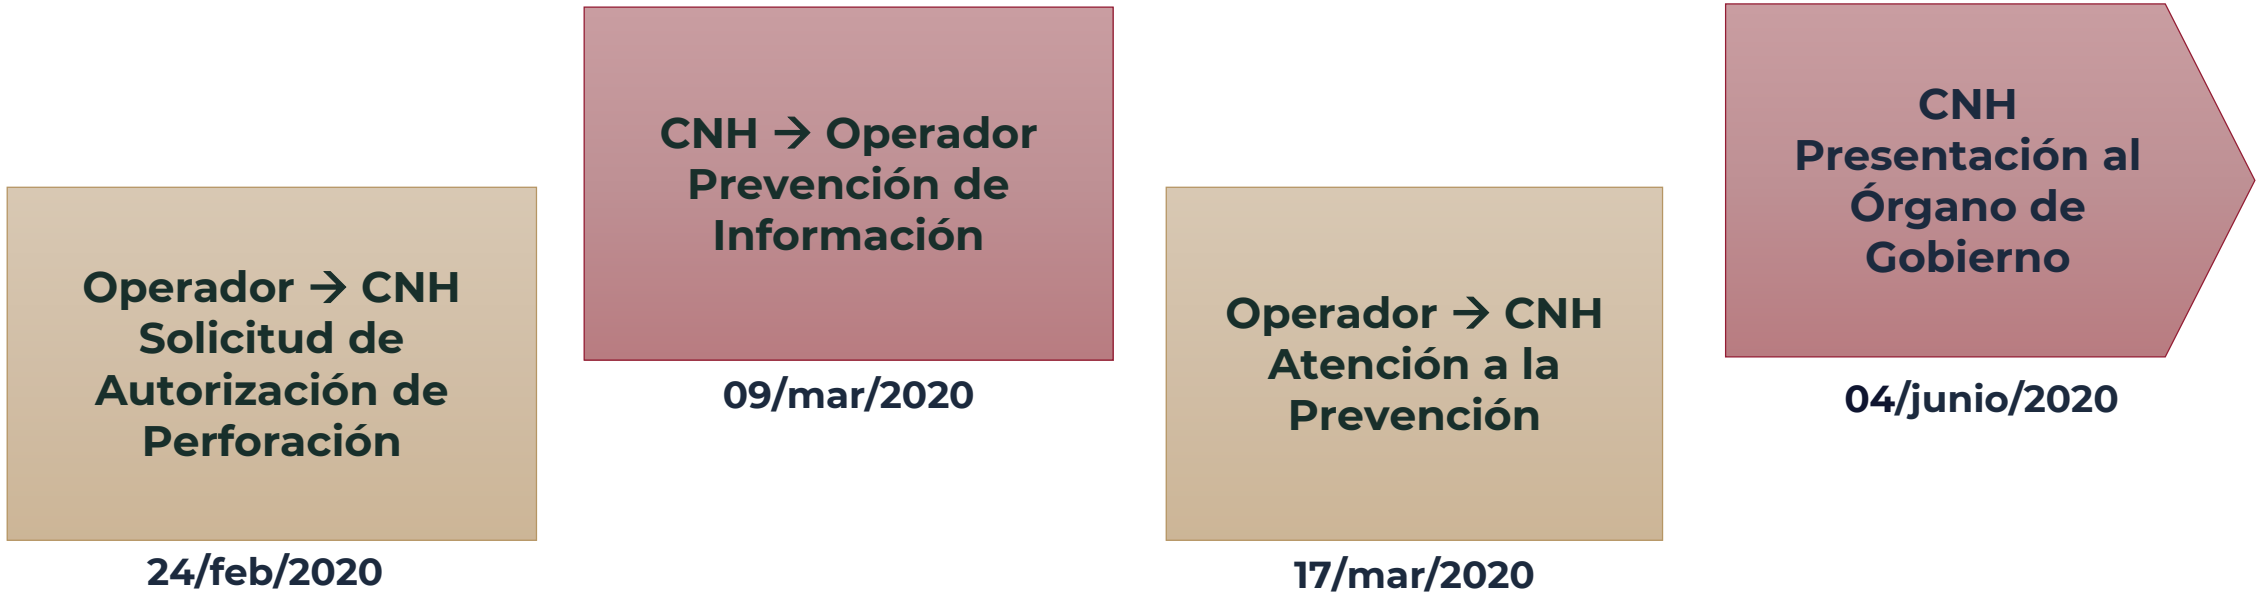 Operador → CNH
Solicitud de
Autorización de
Perforación
24/feb/2020
CNH → Operador
Prevención de
Información
09/mar/2020
Operador → CNH
Atención a la
Prevención
17/mar/2020
CNH
Presentación al
Órgano de
Gobierno
04/junio/2020